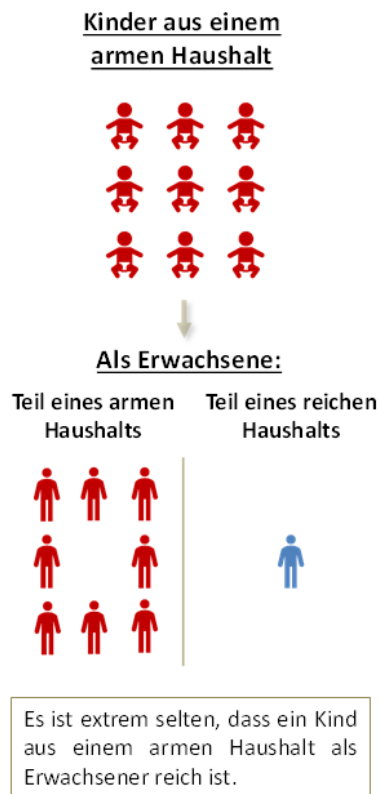 Kinder aus einem
armen Haushalt
Als Erwachsene:
Teil eines armen
Haushalts
Teil eines reichen
Haushalts
Es ist extrem selten, dass ein Kind
aus einem armen Haushalt als
Erwachsener reich ist.